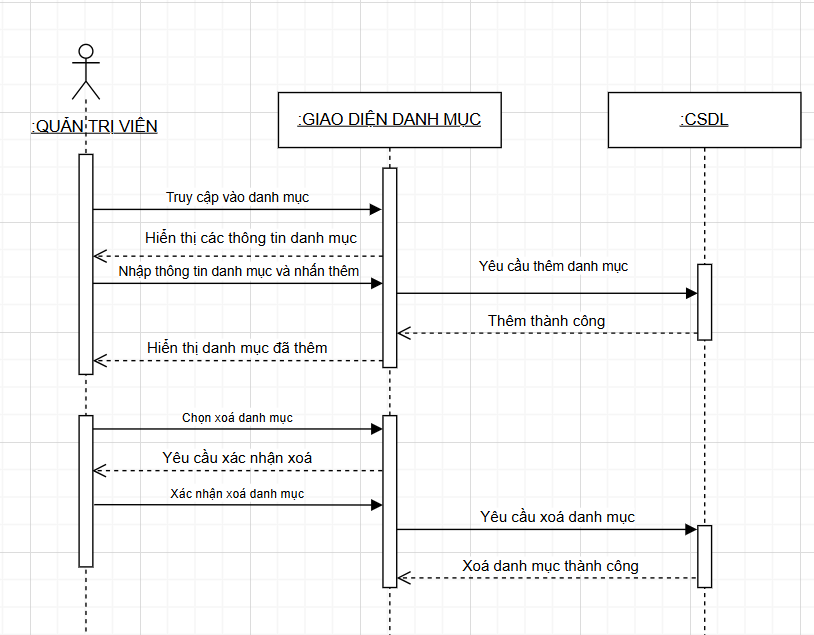 :QUẢN TRỊ VIÊN
:GIAO DIỆN DANH MỤC
:CSDL
Truy cập vào danh mục
Hiển thị các thông tin danh mục
Nhập thông tin danh mục và nhấn thêm
Yêu cầu thêm danh mục
Thêm thành công
Hiển thị danh mục đã thêm
Chọn xoá danh mục
Yêu cầu xác nhận xoá
Xác nhận xoá danh mục
Yêu cầu xoá danh mục
Xoá danh mục thành công